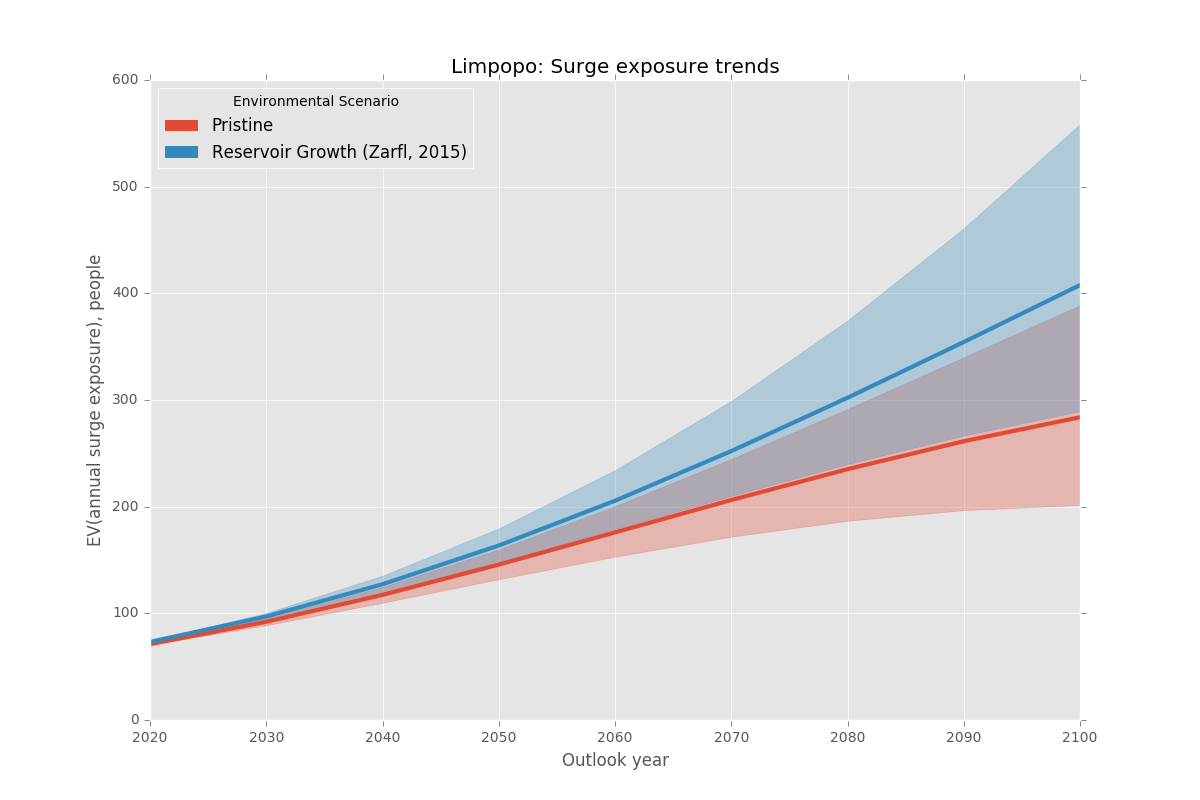 Limpopo: Surge exposure trends
600
Environmental Scenario
Pristine
Reservoir Growth (Zarfl, 2015)
500
400
300
200
100
0
EV(annual surge exposure), people
2020 2030 2040 2050 2060 2070 2080 2090 2100
Outlook year